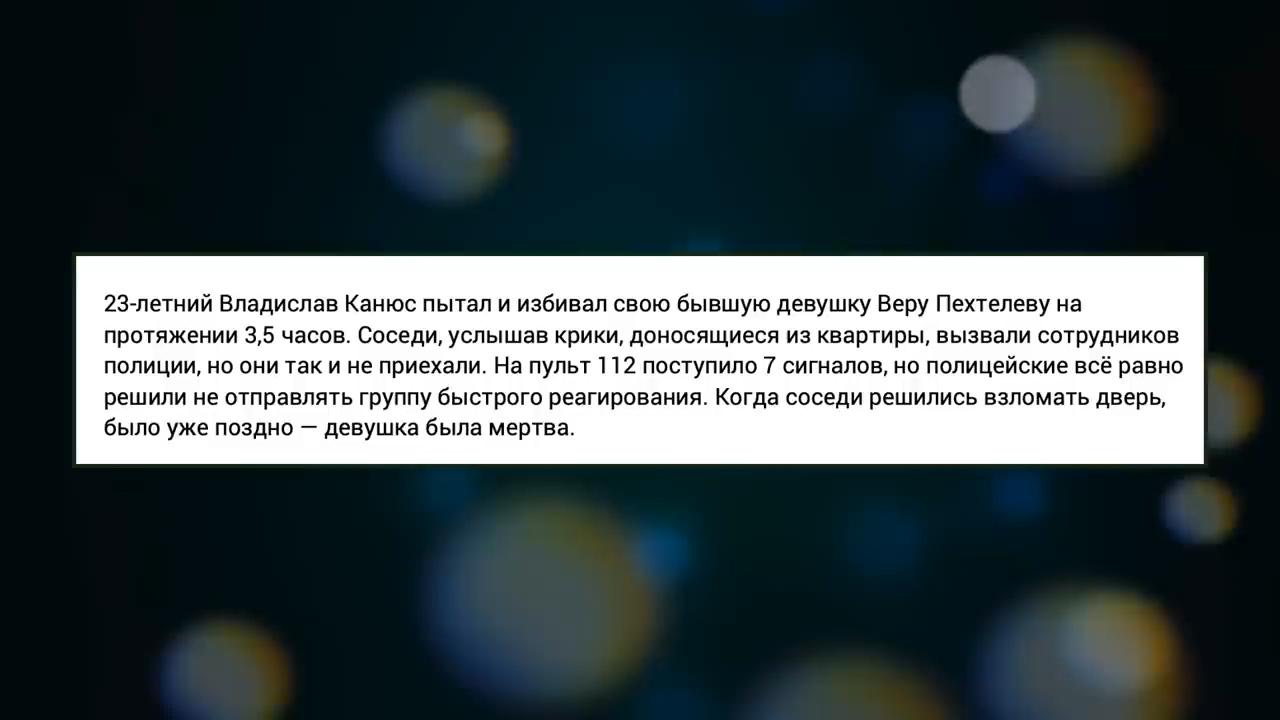 23-летний Владислав Канюс пытал и избивал свою бывшую девушку Веру Пехтелеву на
протяжении 3,5 часов. Соседи, услышав крики, доносящиеся из квартиры, вызвали сотрудников
полиции, но они так и не приехали. На пульт 112 поступило 7 сигналов, но полицейские всё равно
решили не отправлять группу быстрого реагирования. Когда соседи решились взломать дверь,
было уже поздно — девушка была мертва.